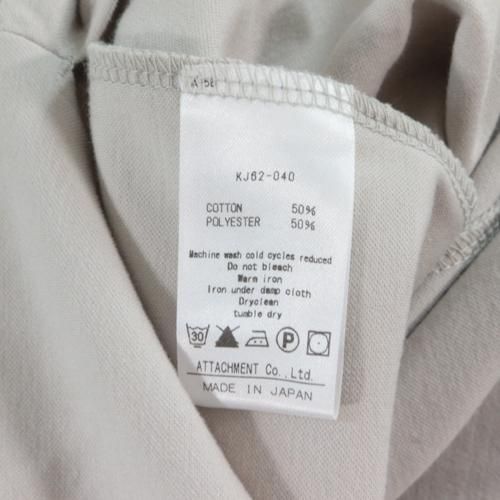 KJ62-040
COTTON 50%
POLYESTER 50%
Machine wash cold cycles reduced
Do not bleach
Warm iron
Iron under damp cloth
Dryclean
tumble dry
30 P
ATTACHMENT Co.,Ltd.
MADE IN JAPAN